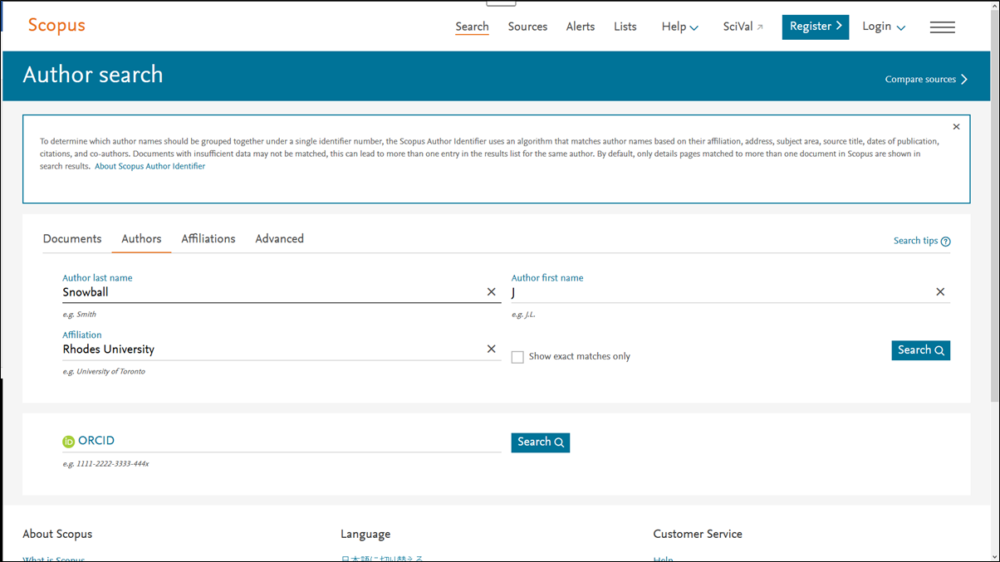 Scopus
Search Sources Alerts Lists Help SciVal Register Login
Author search
Compare sources
To determine which author names should be grouped together under a single identifier number, the Scopus Author Identifier uses an algorithm that matches author names based on their affiliation, address, subject area, source title, dates of publication,
citations, and co-authors. Documents with insufficient data may not be matched, this can lead to more than one entry in the results list for the same author. By default, only details pages matched to more than one document in Scopus are shown in
search results. About Scopus Author Identifier
Documents Authors Affiliations Advanced
Search tips
Author last name
Snowball
e.g. Smith
Author first name
J
e.g. J.L.
Affiliation
Rhodes University
e.g. University of Toronto
Show exact matches only
Search
iD ORCID
Search
e.g. 1111-2222-3333-444x
About Scopus
Language
Customer Service
What is Scopus
日本語に切り替える
Help